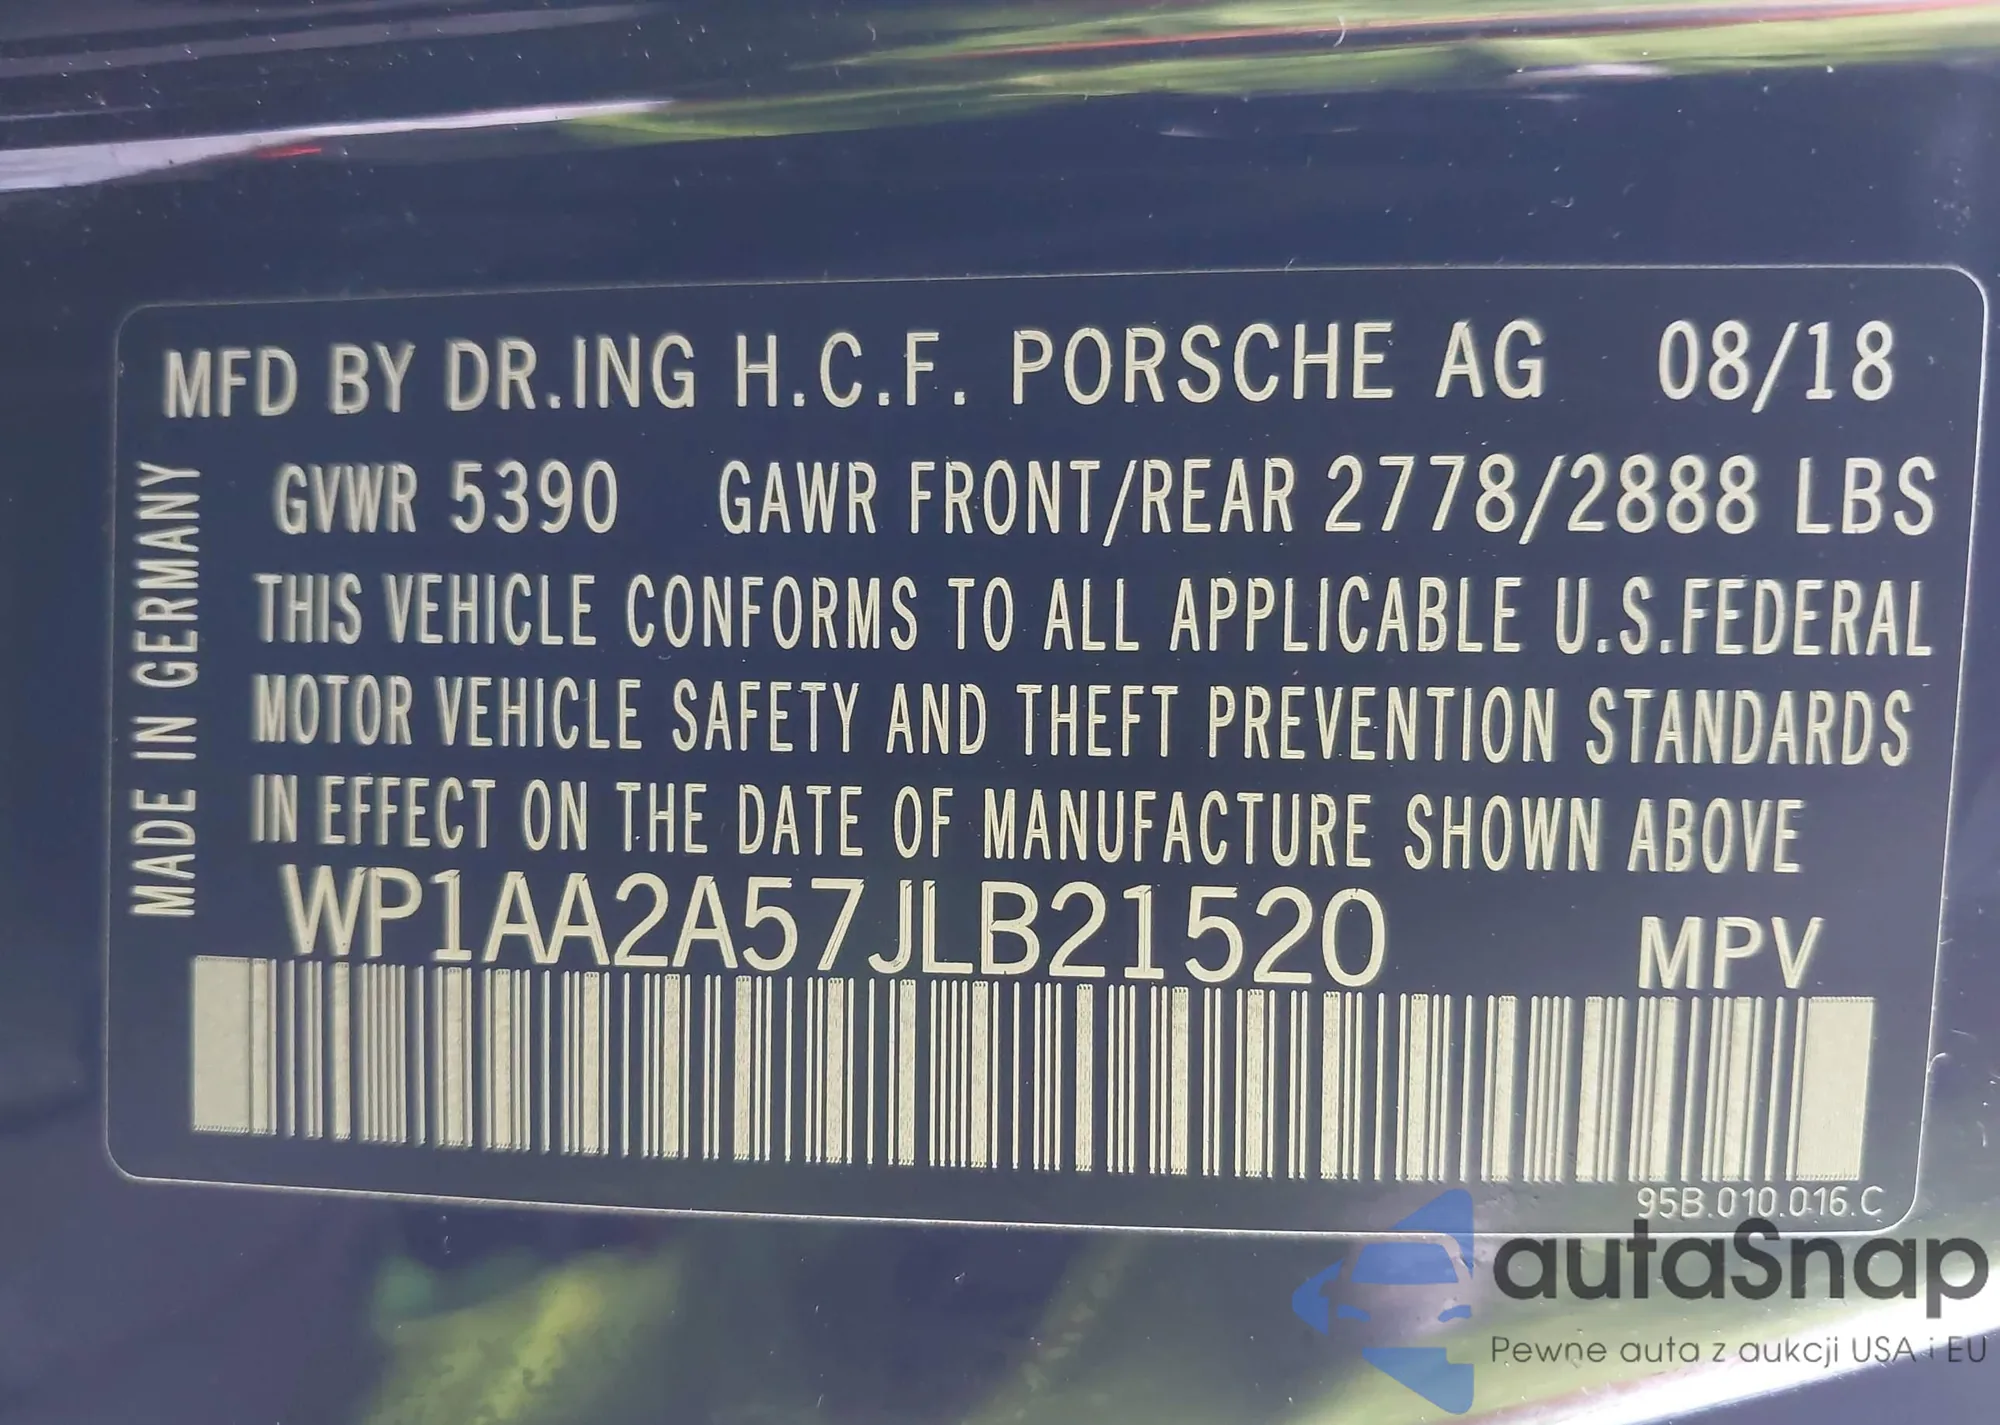 MFD BY DR.ING H.C.F. PORSCHE AG 08/18
GVWR 5390 GAWR FRONT/REAR 2778/2888 LBS
THIS VEHICLE CONFORMS TO ALL APPLICABLE U.S.FEDERAL
MOTOR VEHICLE SAFETY AND THEFT PREVENTION STANDARDS
IN EFFECT ON THE DATE OF MANUFACTURE SHOWN ABOVE
WP1AA2A57JLB21520 MPV
MADE IN GERMANY
95B.010.016.C
autaSnap
Pewne auta z aukcji USA i EU